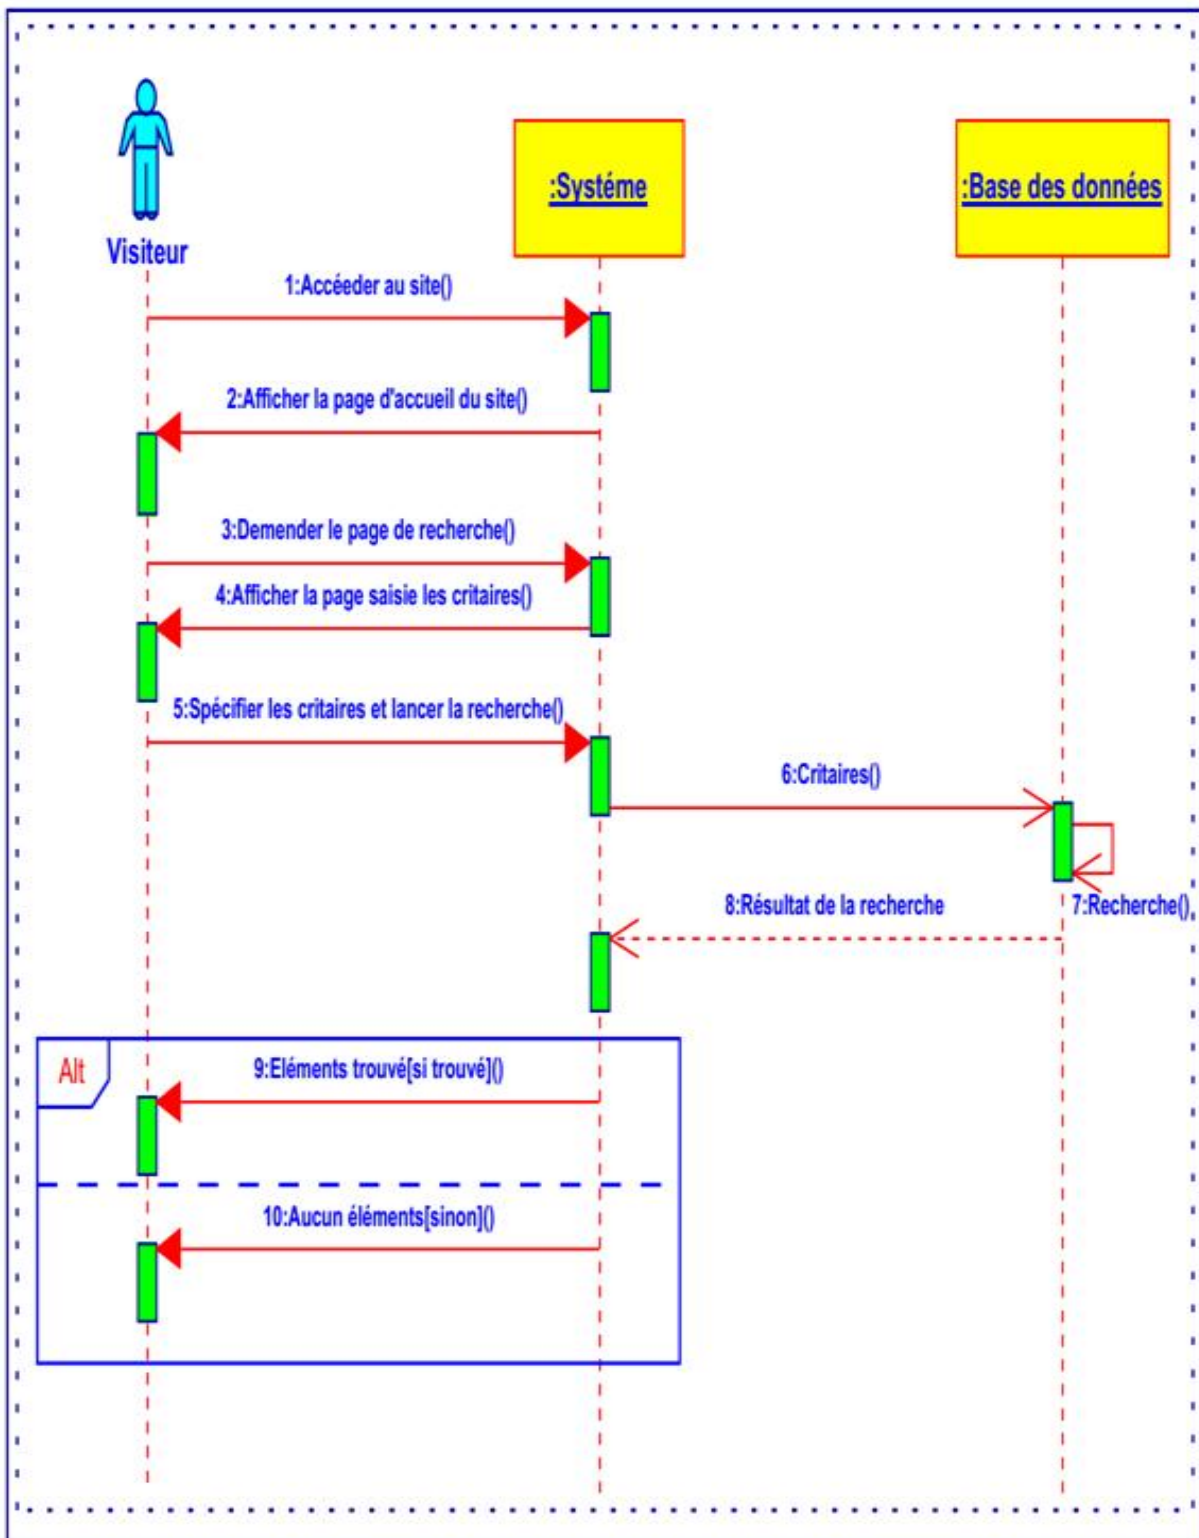 :Systéme
:Base des données
Visiteur
1:Accéeder au site()
2:Afficher la page d'accueil du site()
3:Demender le page de recherche()
4:Afficher la page saisie les critaires()
5:Spécifier les critaires et lancer la recherche()
6:Critaires()
8:Résultat de la recherche
7:Recherche()
Alt
9:Eléments trouvé[si trouvé]()
10:Aucun éléments[sinon]()